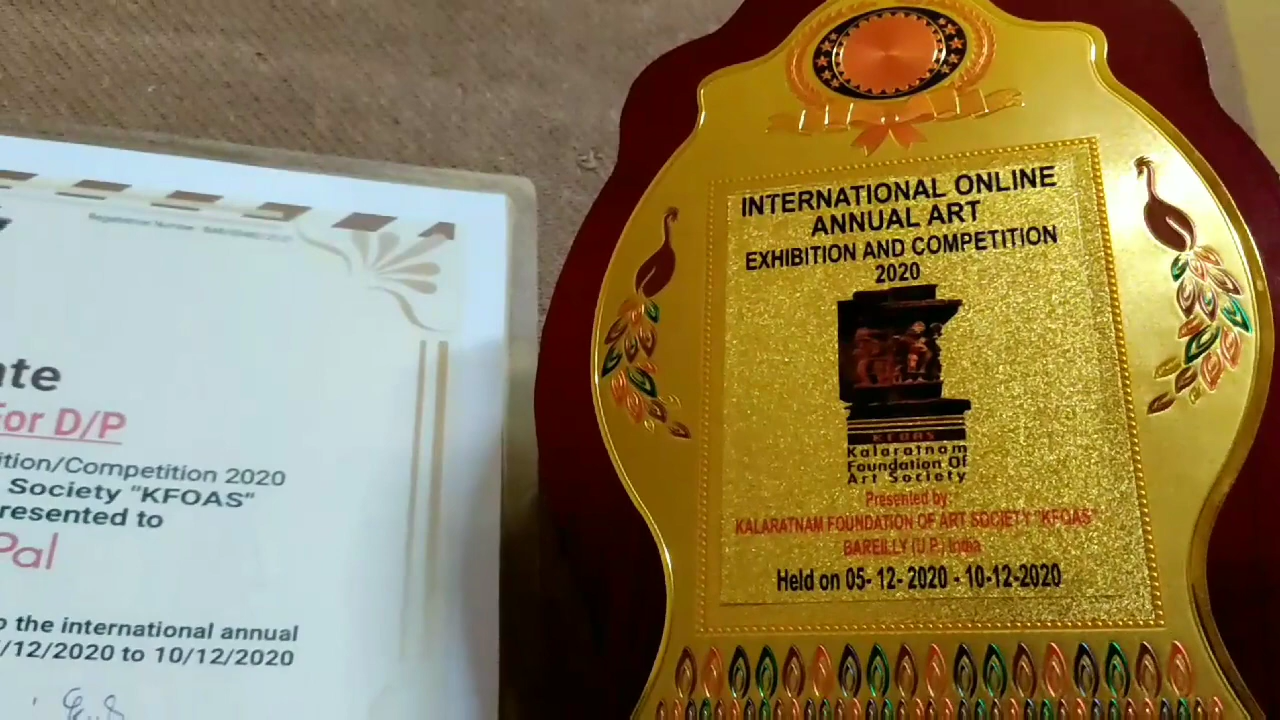 Registration Number
ate
For D/P
ition/Competition 2020
Society "KFOAS"
resented to
Pal
o the international annual
/12/2020 to 10/12/2020
INTERNATIONAL ONLINE
ANNUAL ART
EXHIBITION AND COMPETITION
2020
KFOAS
Kalaratnam
Foundation Of
Art Society
Presented by:
KALARATNAM FOUNDATION OF ART SOCIETY "KFOAS"
BAREILLY (U.P.) India
Held on 05- 12- 2020 - 10-12-2020